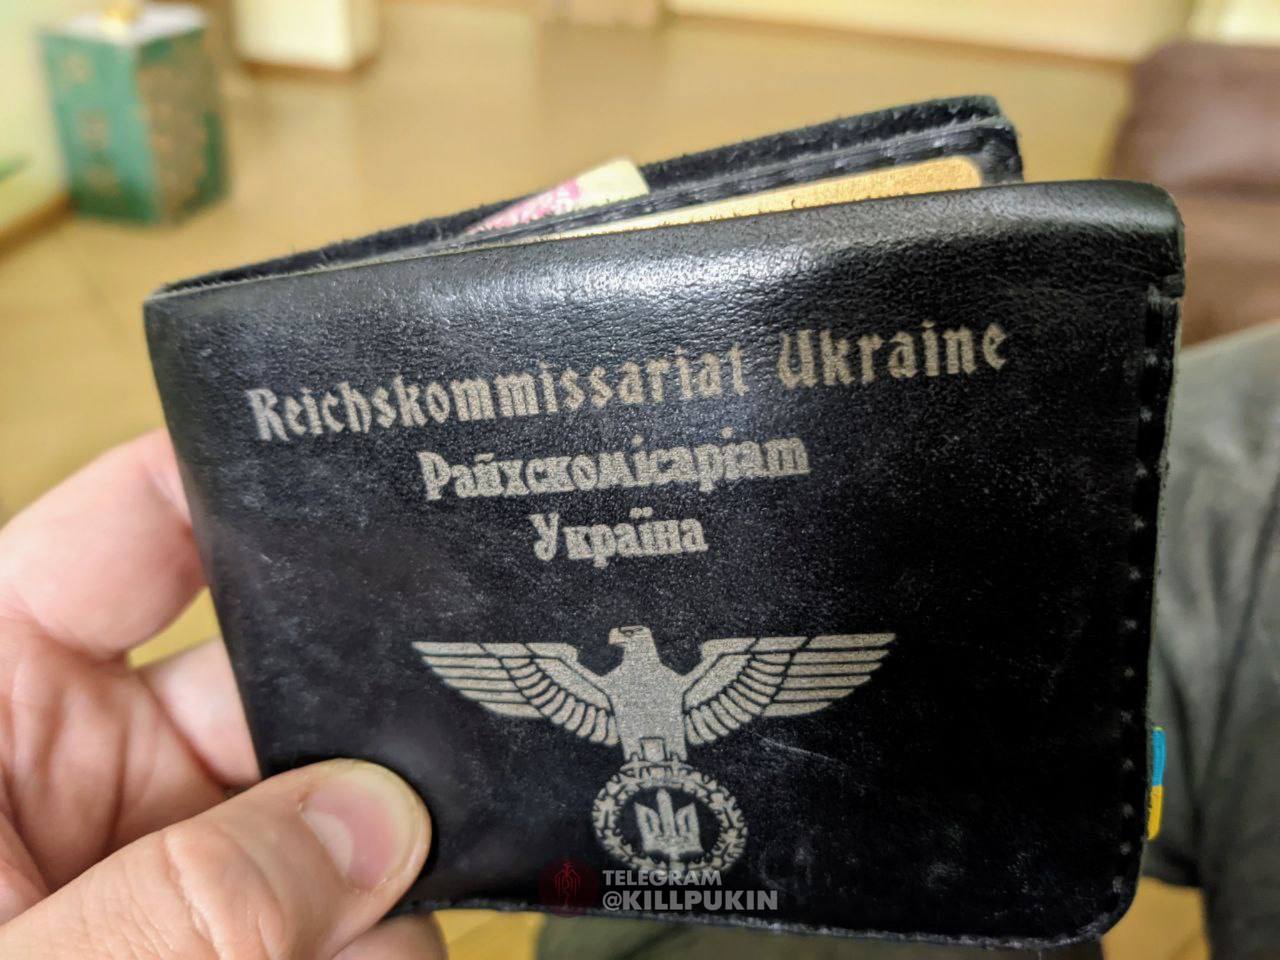 Reichskommissariat Ukraine
Райхскомісаріат
Україна
TELEGRAM
@KILLPUKIN